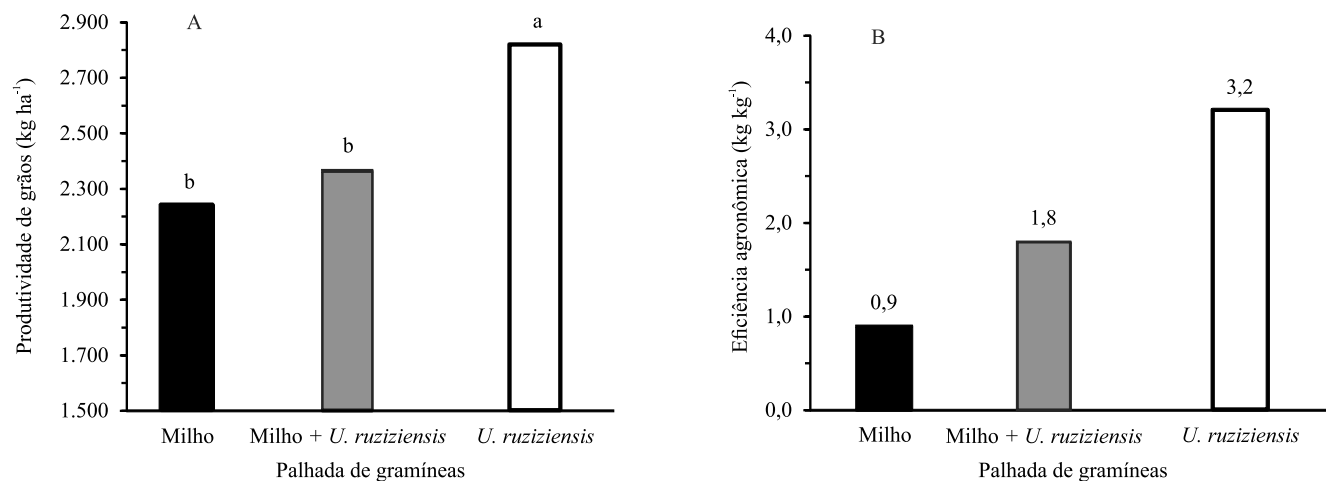 A
Produtividade de grãos (kg ha⁻¹)
2.900
2.700
2.500
2.300
2.100
1.900
1.700
1.500
b
b
a
Milho
Milho + U. ruziziensis
U. ruziziensis
Palhada de gramíneas
B
Eficiência agronômica (kg kg⁻¹)
4,0
3,0
2,0
1,0
0,0
0,9
1,8
3,2
Milho
Milho + U. ruziziensis
U. ruziziensis
Palhada de gramíneas